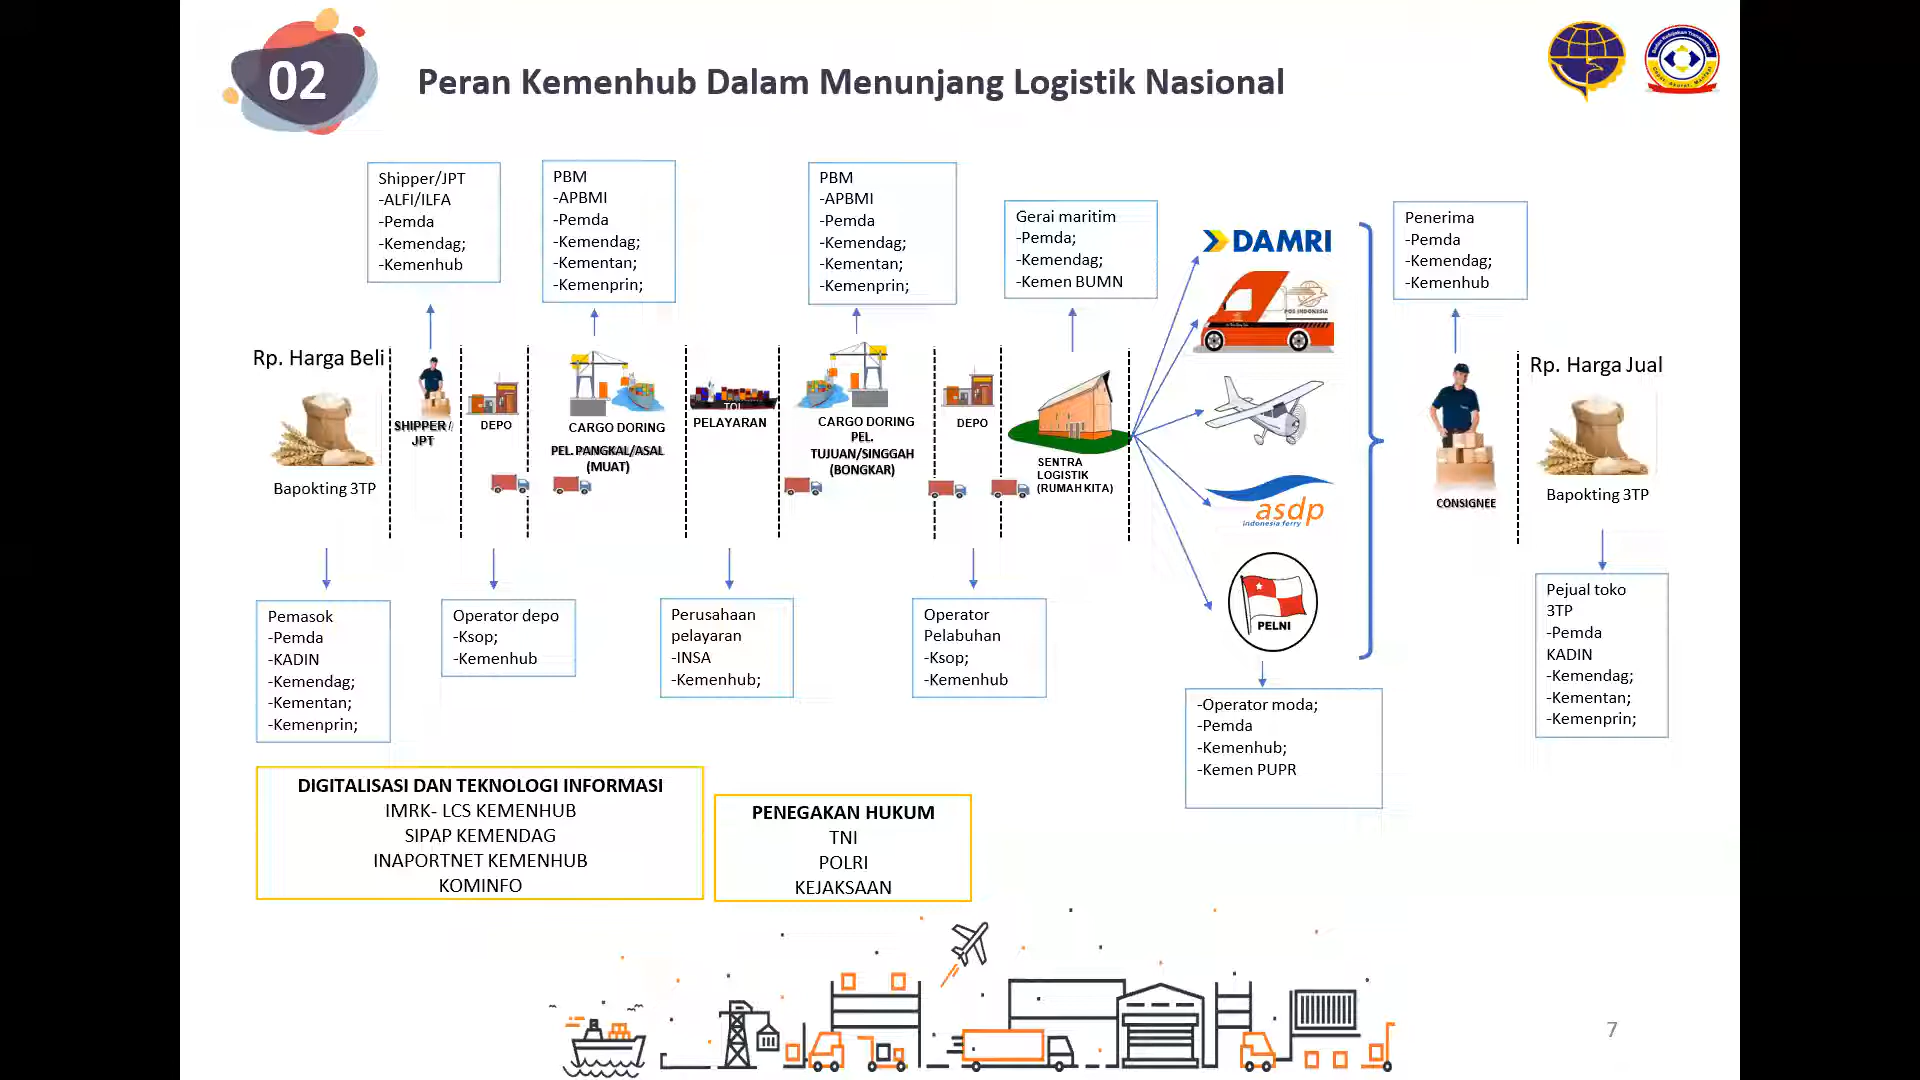 02
Peran Kemenhub Dalam Menunjang Logistik Nasional
Shipper/JPT
-ALFI/ILFA
-Pemda
-Kemendag;
-Kemenhub
PBM
-APBMI
-Pemda
-Kemendag;
-Kementan;
-Kemenprin;
PBM
-APBMI
-Pemda
-Kemendag;
-Kementan;
-Kemenprin;
Gerai maritim
-Pemda;
-Kemendag;
-Kemen BUMN
DAMRI
POS INDONESIA
Penerima
-Pemda
-Kemendag;
-Kemenhub
Rp. Harga Beli
Bapokting 3TP
SHIPPER /
JPT
DEPO
CARGO DORING
PEL. PANGKAL/ASAL
(MUAT)
TOL
PELAYARAN
CARGO DORING
PEL.
TUJUAN/SINGGAH
(BONGKAR)
DEPO
SENTRA
LOGISTIK
(RUMAH KITA)
asdp
indonesia ferry
PELNI
CONSIGNEE
Rp. Harga Jual
Bapokting 3TP
Pemasok
-Pemda
-KADIN
-Kemendag;
-Kementan;
-Kemenprin;
Operator depo
-Ksop;
-Kemenhub
Perusahaan
pelayaran
-INSA
-Kemenhub;
Operator
Pelabuhan
-Ksop;
-Kemenhub
-Operator moda;
-Pemda
-Kemenhub;
-Kemen PUPR
Pejual toko
3TP
-Pemda
KADIN
-Kemendag;
-Kementan;
-Kemenprin;
DIGITALISASI DAN TEKNOLOGI INFORMASI
IMRK- LCS KEMENHUB
SIPAP KEMENDAG
INAPORTNET KEMENHUB
KOMINFO
PENEGAKAN HUKUM
TNI
POLRI
KEJAKSAAN
7